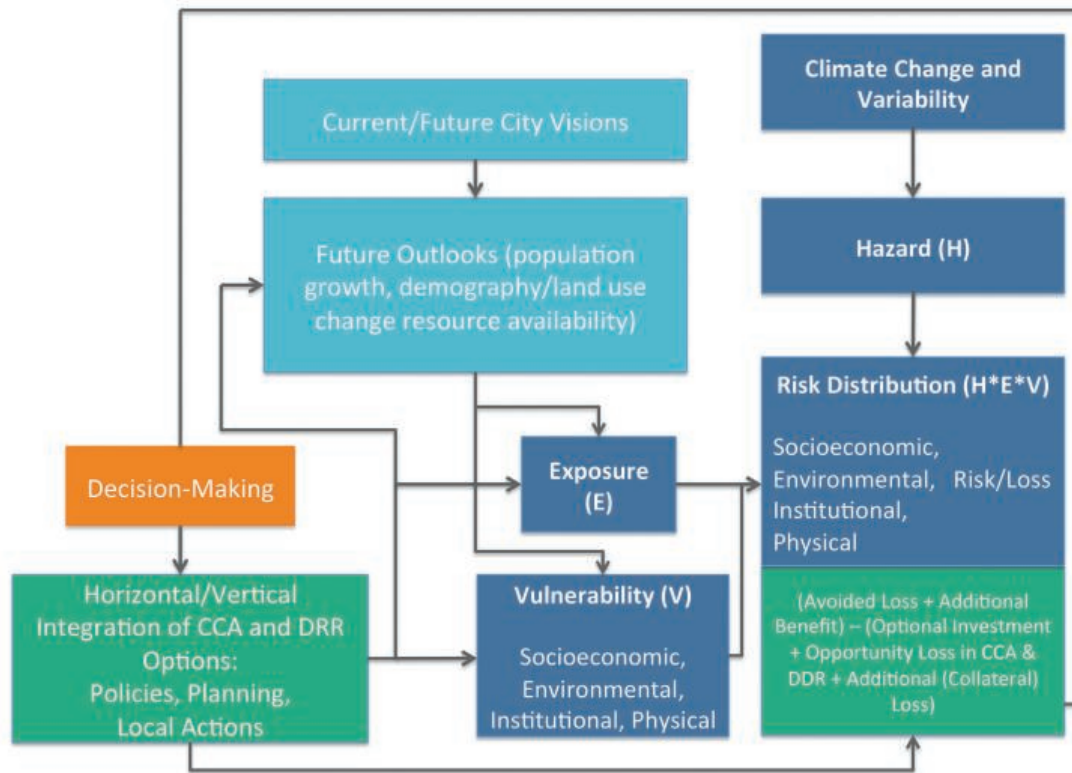 Climate Change and
Variability
Current/Future City Visions
Hazard (H)
Future Outlooks (population
growth, demography/land use
change resource availability)
Risk Distribution (H*E*V)
Socioeconomic,
Environmental, Risk/Loss
Institutional,
Physical
Exposure
(E)
Decision-Making
Horizontal/Vertical
Integration of CCA and DRR
Options:
Policies, Planning,
Local Actions
Vulnerability (V)
Socioeconomic,
Environmental,
Institutional, Physical
(Avoided Loss + Additional
Benefit) – (Optional Investment
+ Opportunity Loss in CCA &
DDR + Additional (Collateral)
Loss)